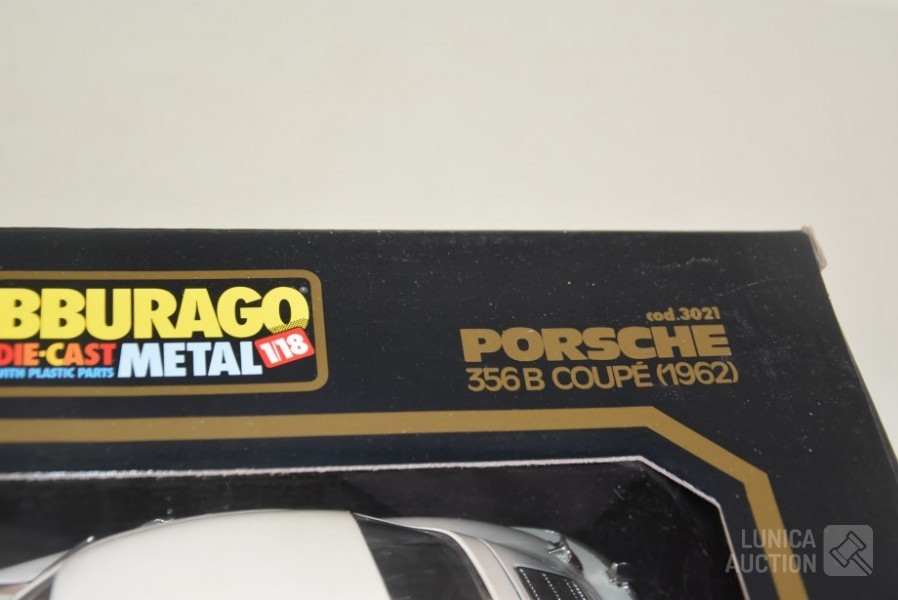 BBURAGO®
DIE-CAST METAL 1/18
WITH PLASTIC PARTS
cod.3021
PORSCHE
356 B COUPÉ (1962)
LUNICA
AUCTION